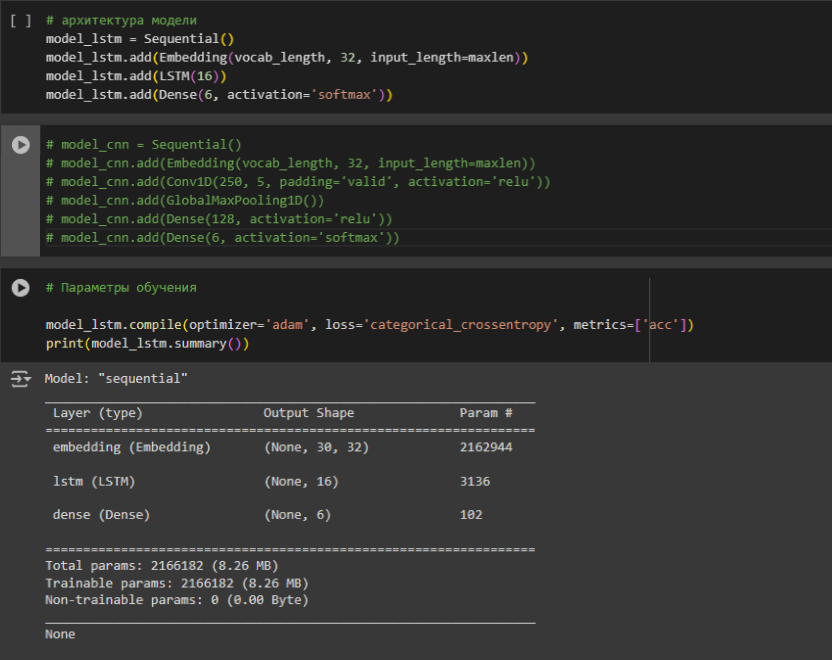 [ ] # архитектура модели
model_lstm = Sequential()
model_lstm.add(Embedding(vocab_length, 32, input_length=maxlen))
model_lstm.add(LSTM(16))
model_lstm.add(Dense(6, activation='softmax'))
# model_cnn = Sequential()
# model_cnn.add(Embedding(vocab_length, 32, input_length=maxlen))
# model_cnn.add(Conv1D(250, 5, padding='valid', activation='relu'))
# model_cnn.add(GlobalMaxPooling1D())
# model_cnn.add(Dense(128, activation='relu'))
# model_cnn.add(Dense(6, activation='softmax'))
# Параметры обучения
model_lstm.compile(optimizer='adam', loss='categorical_crossentropy', metrics=['acc'])
print(model_lstm.summary())
Model: "sequential"
_________________________________________________________________
Layer (type) Output Shape Param #
=================================================================
embedding (Embedding) (None, 30, 32) 2162944
lstm (LSTM) (None, 16) 3136
dense (Dense) (None, 6) 102
=================================================================
Total params: 2166182 (8.26 MB)
Trainable params: 2166182 (8.26 MB)
Non-trainable params: 0 (0.00 Byte)
_________________________________________________________________
None